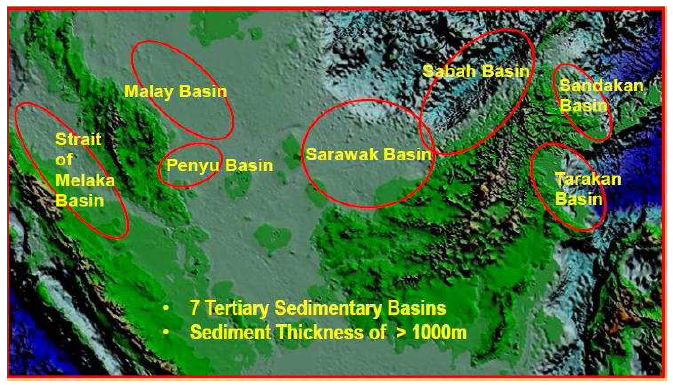 Sabah Basin
Malay Basin
Sandakan
Basin
Strait
of
Melaka
Basin
Penyu Basin
Sarawak Basin
Tarakan
Basin
• 7 Tertiary Sedimentary Basins
• Sediment Thickness of > 1000m